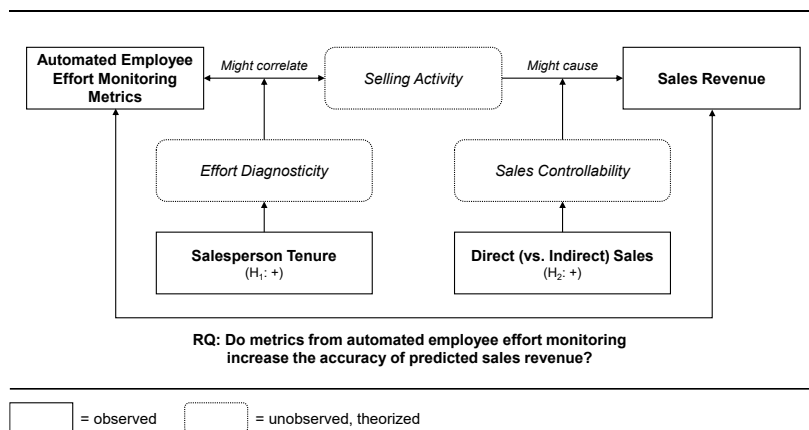 Automated Employee
Effort Monitoring
Metrics
Might correlate
Selling Activity
Might cause
Sales Revenue
Effort Diagnosticity
Sales Controllability
Salesperson Tenure
(H₁: +)
Direct (vs. Indirect) Sales
(H₂: +)
RQ: Do metrics from automated employee effort monitoring
increase the accuracy of predicted sales revenue?
= observed
= unobserved, theorized